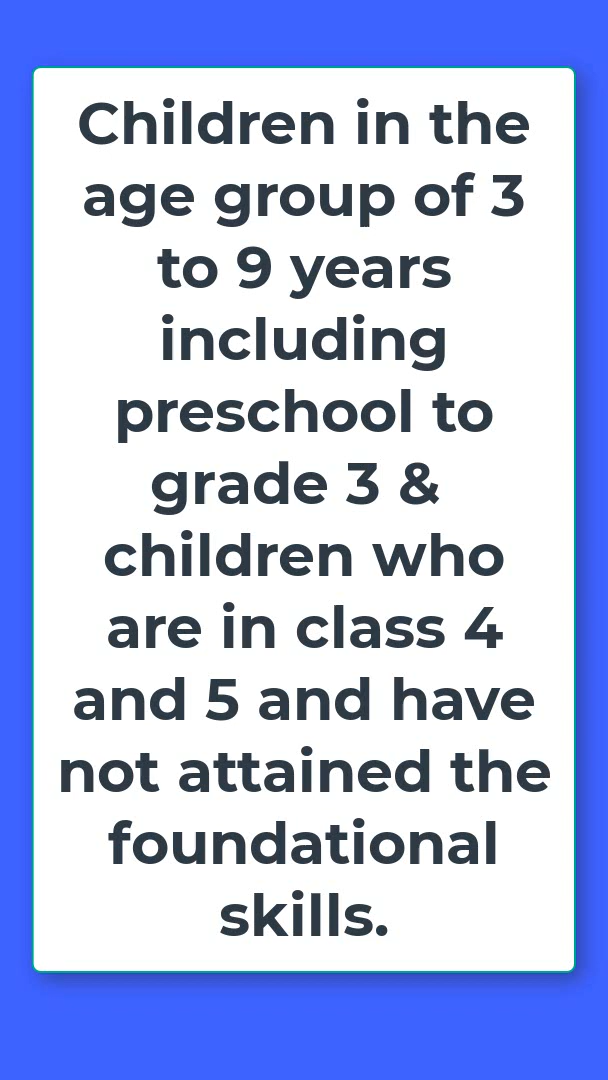 Children in the
age group of 3
to 9 years
including
preschool to
grade 3 &
children who
are in class 4
and 5 and have
not attained the
foundational
skills.